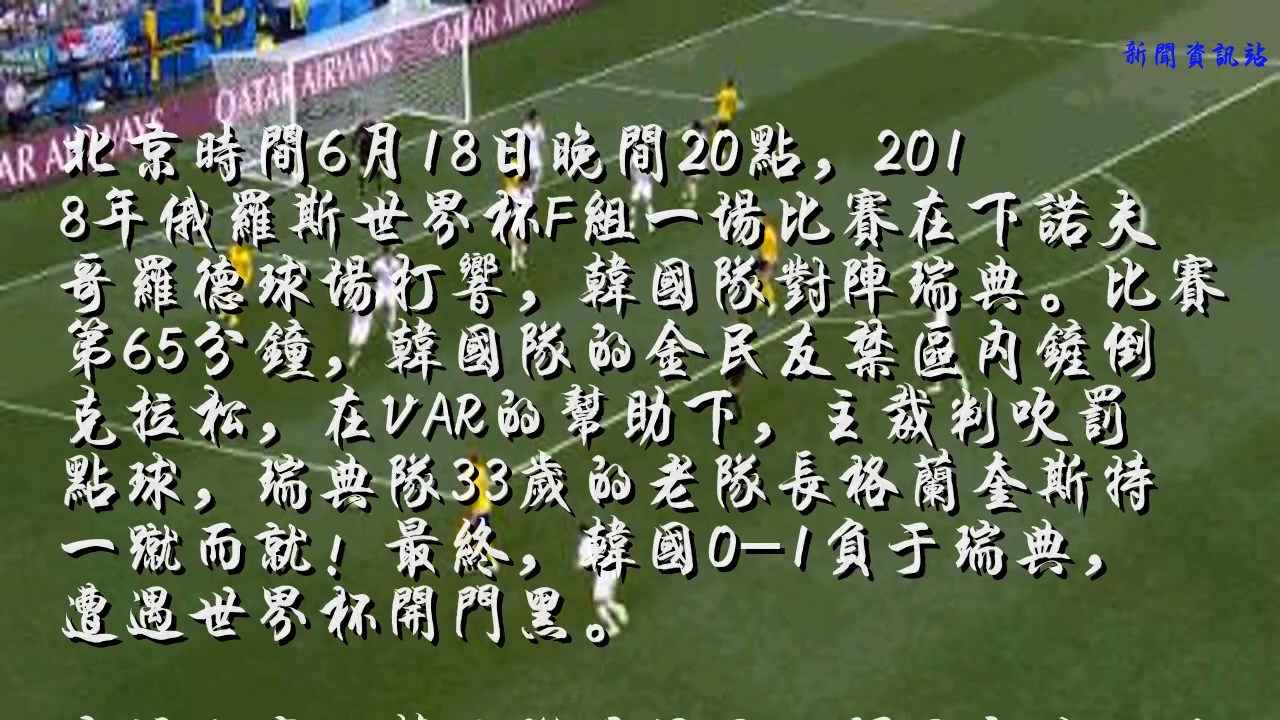 新聞資訊站
QATAR AIRWAYS
QATAR AIRWAYS
AR AIRWAYS
北京時間6月18日晚間20點，201
8年俄羅斯世界杯F組一場比賽在下諾夫
哥羅德球場打響，韓國隊對陣瑞典。比賽
第65分鐘，韓國隊的金民友禁區內鏟倒
克拉松，在VAR的幫助下，主裁判吹罰
點球，瑞典隊33歲的老隊長格蘭奎斯特
一蹴而就！最終，韓國0-1負于瑞典，
遭遇世界杯開門黑。